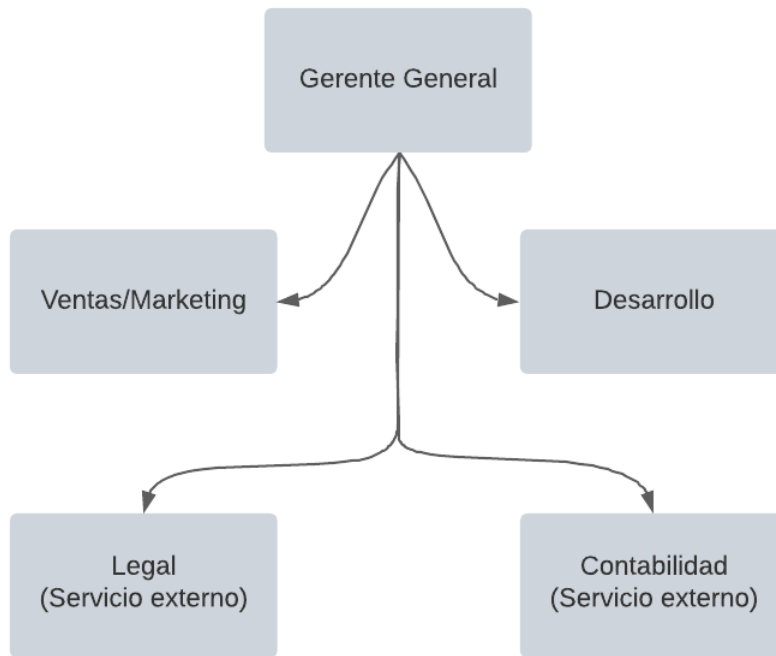 Gerente General
Ventas/Marketing
Desarrollo
Legal
(Servicio externo)
Contabilidad
(Servicio externo)